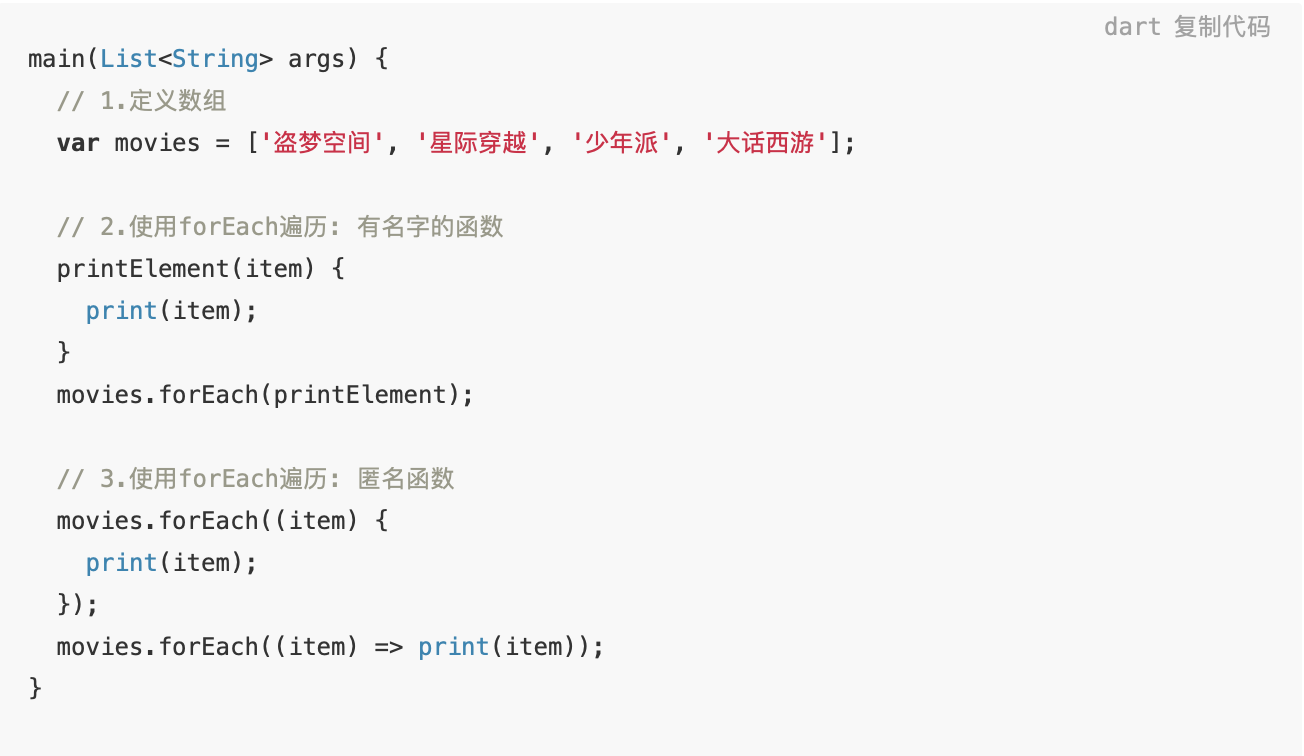 dart 复制代码
main(List<String> args) {
  // 1.定义数组
  var movies = ['盗梦空间', '星际穿越', '少年派', '大话西游'];

  // 2.使用forEach遍历: 有名字的函数
  printElement(item) {
    print(item);
  }
  movies.forEach(printElement);

  // 3.使用forEach遍历: 匿名函数
  movies.forEach((item) {
    print(item);
  });
  movies.forEach((item) => print(item));
}